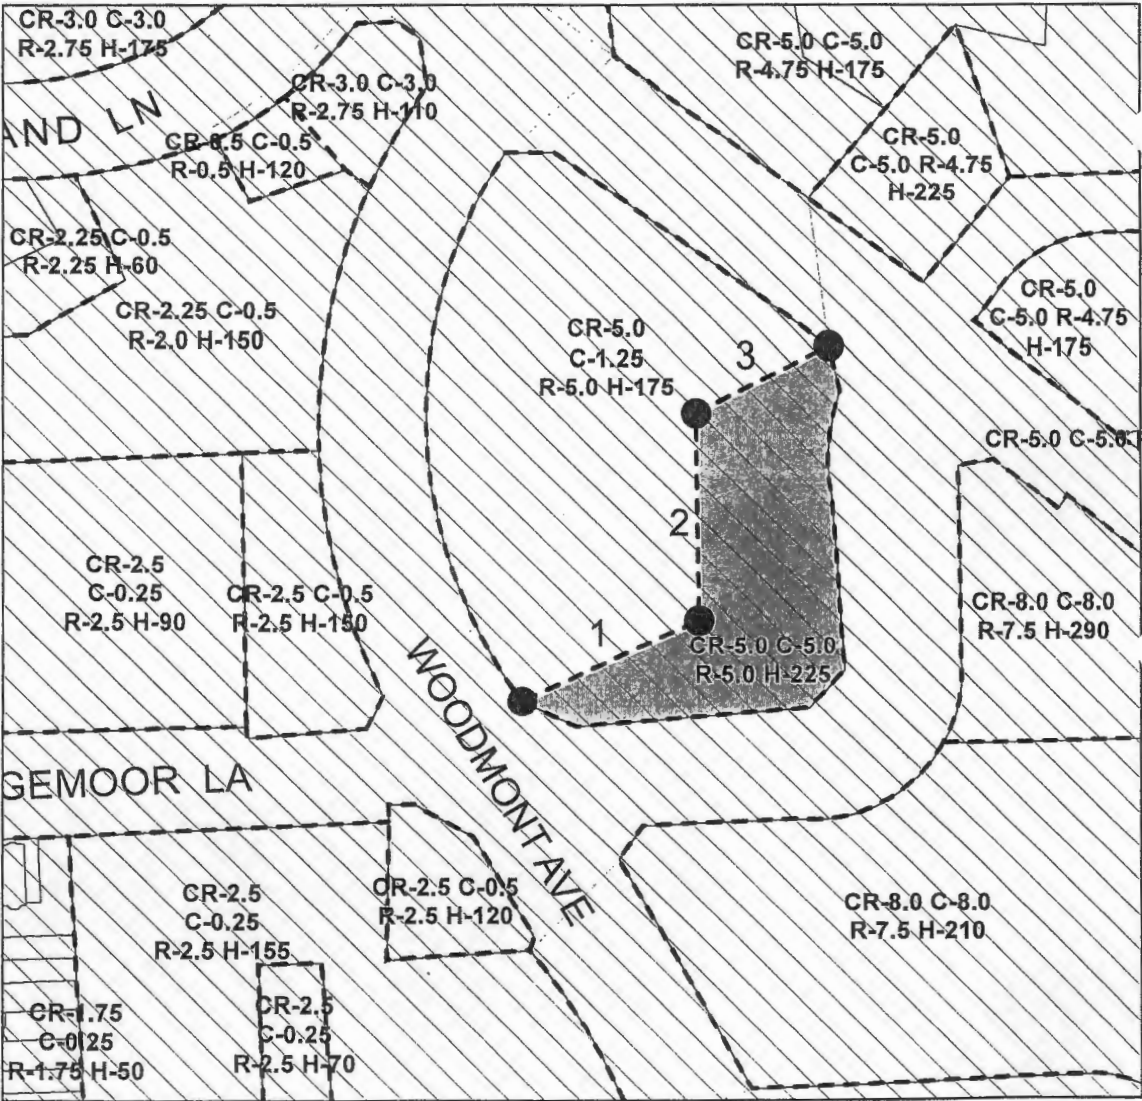 CR-3.0 C-3.0
R-2.75 H-175
CR-5.0 C-5.0
R-4.75 H-175
CR-3.0 C-3.0
R-2.75 H-110
AND LN
CR-0.5 C-0.5
R-0.5 H-120
CR-5.0
C-5.0 R-4.75
H-225
CR-2.25 C-0.5
R-2.25 H-60
CR-2.25 C-0.5
R-2.0 H-150
CR-5.0
C-5.0 R-4.75
H-175
CR-5.0
C-1.25
R-5.0 H-175
3
CR-5.0 C-5.0
2
CR-2.5
C-0.25
R-2.5 H-90
CR-2.5 C-0.5
R-2.5 H-150
CR-8.0 C-8.0
R-7.5 H-290
1
CR-5.0 C-5.0
R-5.0 H-225
WOODMONT AVE
GEMOOR LA
CR-2.5
C-0.25
R-2.5 H-155
CR-2.5 C-0.5
R-2.5 H-120
CR-8.0 C-8.0
R-7.5 H-210
CR-1.75
C-0.25
R-1.75 H-50
CR-2.5
C-0.25
R-2.5 H-70